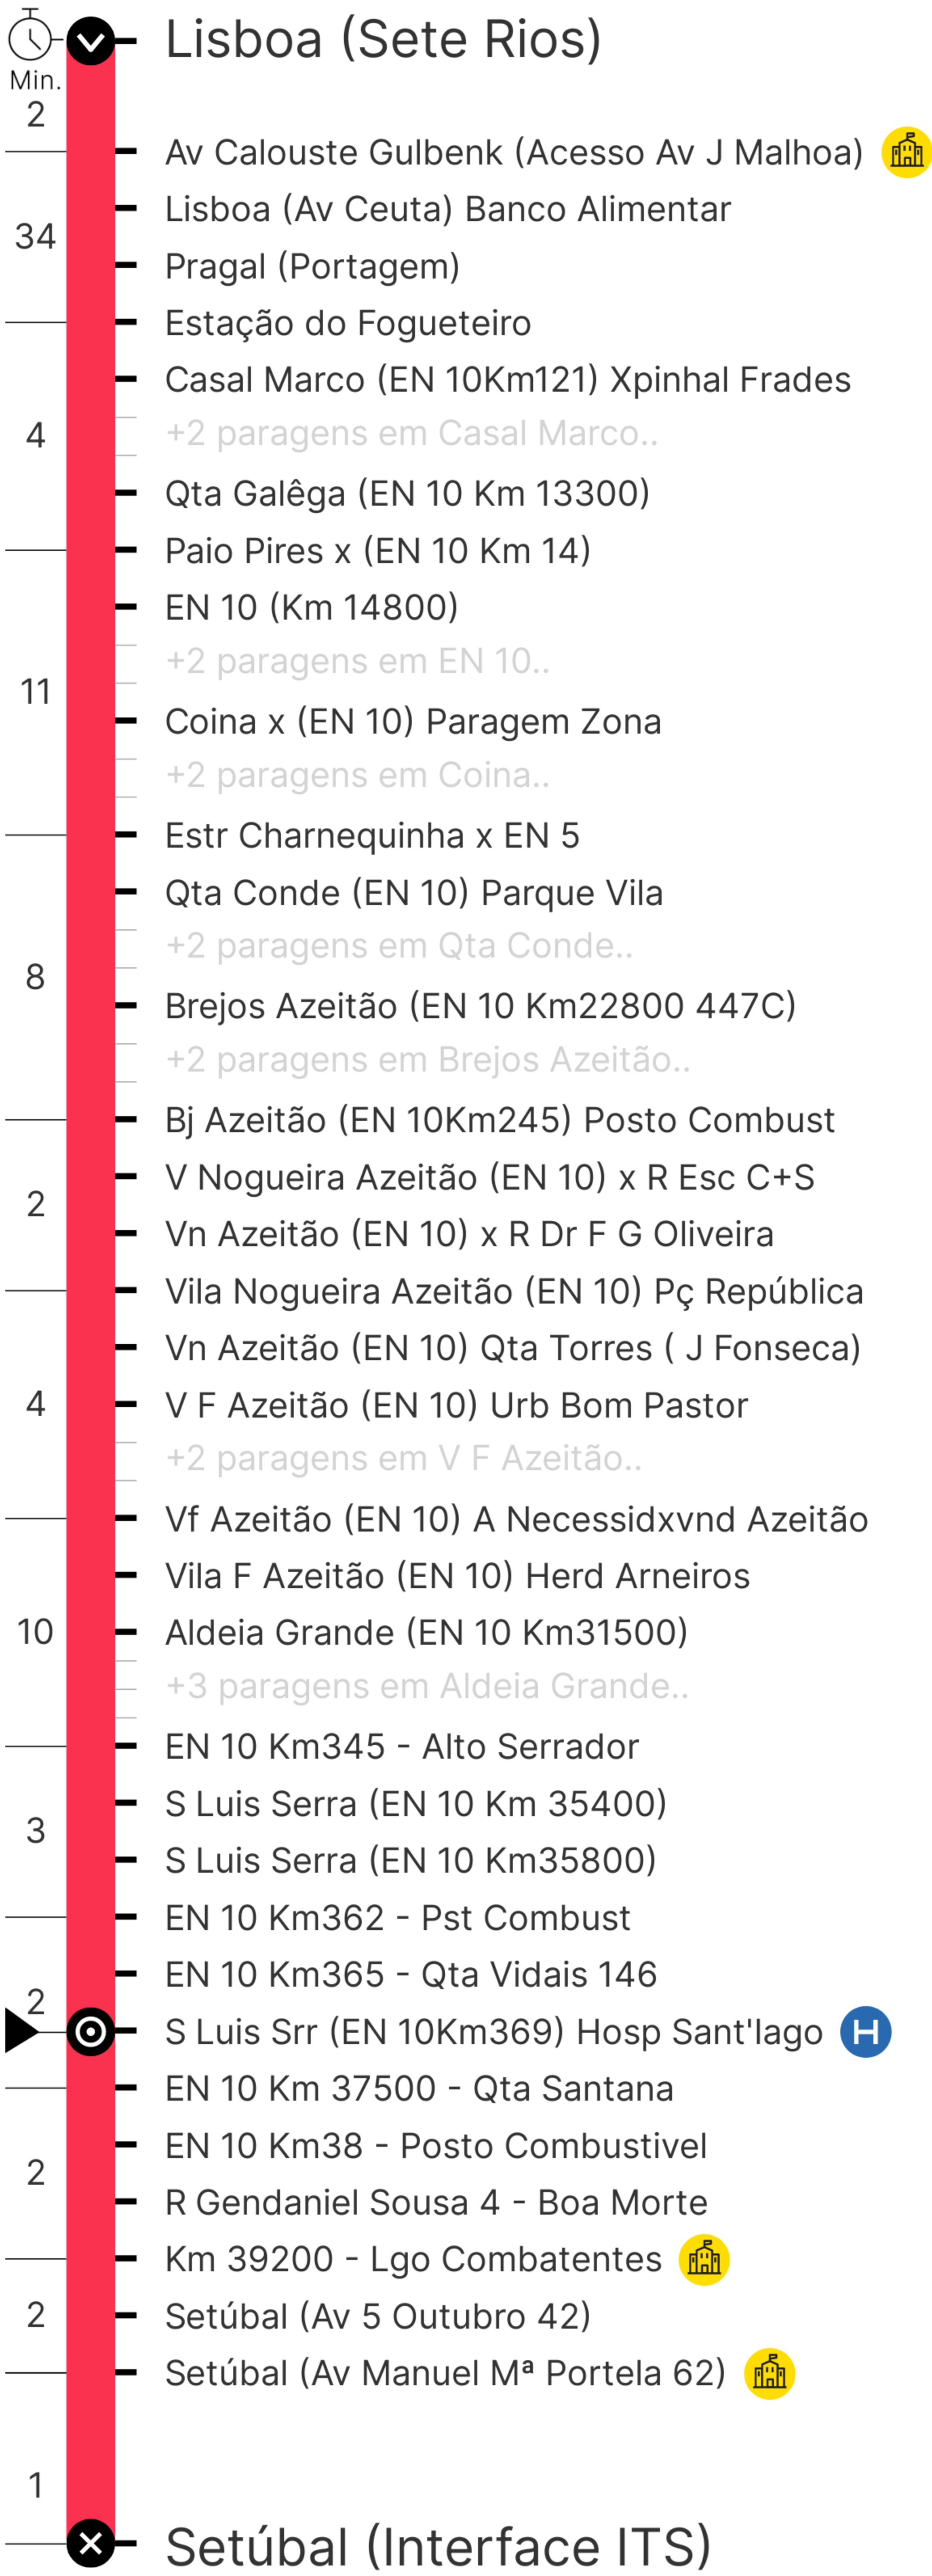 Lisboa (Sete Rios)
Min.
2
Av Calouste Gulbenk (Acesso Av J Malhoa)
Lisboa (Av Ceuta) Banco Alimentar
34
Pragal (Portagem)
Estação do Fogueteiro
Casal Marco (EN 10Km121) Xpinhal Frades
4
+2 paragens em Casal Marco..
Qta Galêga (EN 10 Km 13300)
Paio Pires x (EN 10 Km 14)
EN 10 (Km 14800)
+2 paragens em EN 10..
11
Coina x (EN 10) Paragem Zona
+2 paragens em Coina..
Estr Charnequinha x EN 5
Qta Conde (EN 10) Parque Vila
+2 paragens em Qta Conde..
8
Brejos Azeitão (EN 10 Km22800 447C)
+2 paragens em Brejos Azeitão..
Bj Azeitão (EN 10Km245) Posto Combust
V Nogueira Azeitão (EN 10) x R Esc C+S
2
Vn Azeitão (EN 10) x R Dr F G Oliveira
Vila Nogueira Azeitão (EN 10) Pç República
Vn Azeitão (EN 10) Qta Torres ( J Fonseca)
4
V F Azeitão (EN 10) Urb Bom Pastor
+2 paragens em V F Azeitão..
Vf Azeitão (EN 10) A Necessidxvnd Azeitão
Vila F Azeitão (EN 10) Herd Arneiros
10
Aldeia Grande (EN 10 Km31500)
+3 paragens em Aldeia Grande..
EN 10 Km345 - Alto Serrador
S Luis Serra (EN 10 Km 35400)
3
S Luis Serra (EN 10 Km35800)
EN 10 Km362 - Pst Combust
EN 10 Km365 - Qta Vidais 146
2
S Luis Srr (EN 10Km369) Hosp Sant'Iago H
EN 10 Km 37500 - Qta Santana
EN 10 Km38 - Posto Combustivel
2
R Gendaniel Sousa 4 - Boa Morte
Km 39200 - Lgo Combatentes
2
Setúbal (Av 5 Outubro 42)
Setúbal (Av Manuel Mª Portela 62)
1
Setúbal (Interface ITS)